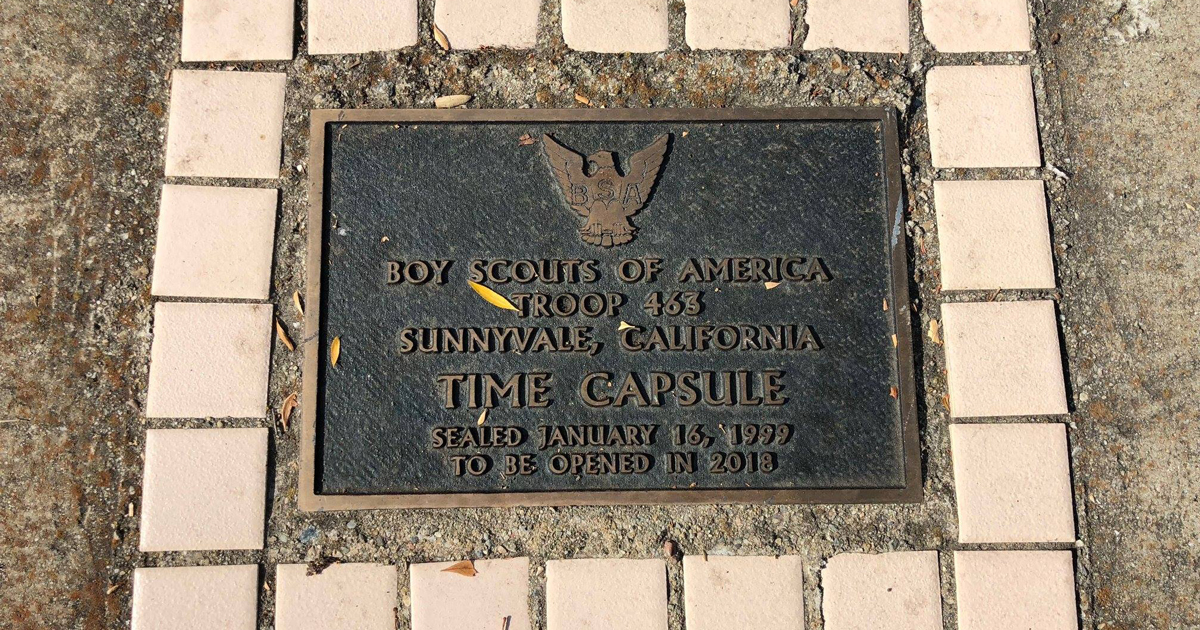 BSA
BOY SCOUTS OF AMERICA
TROOP 463
SUNNYVALE, CALIFORNIA
TIME CAPSULE
SEALED JANUARY 16, 1999
TO BE OPENED IN 2018